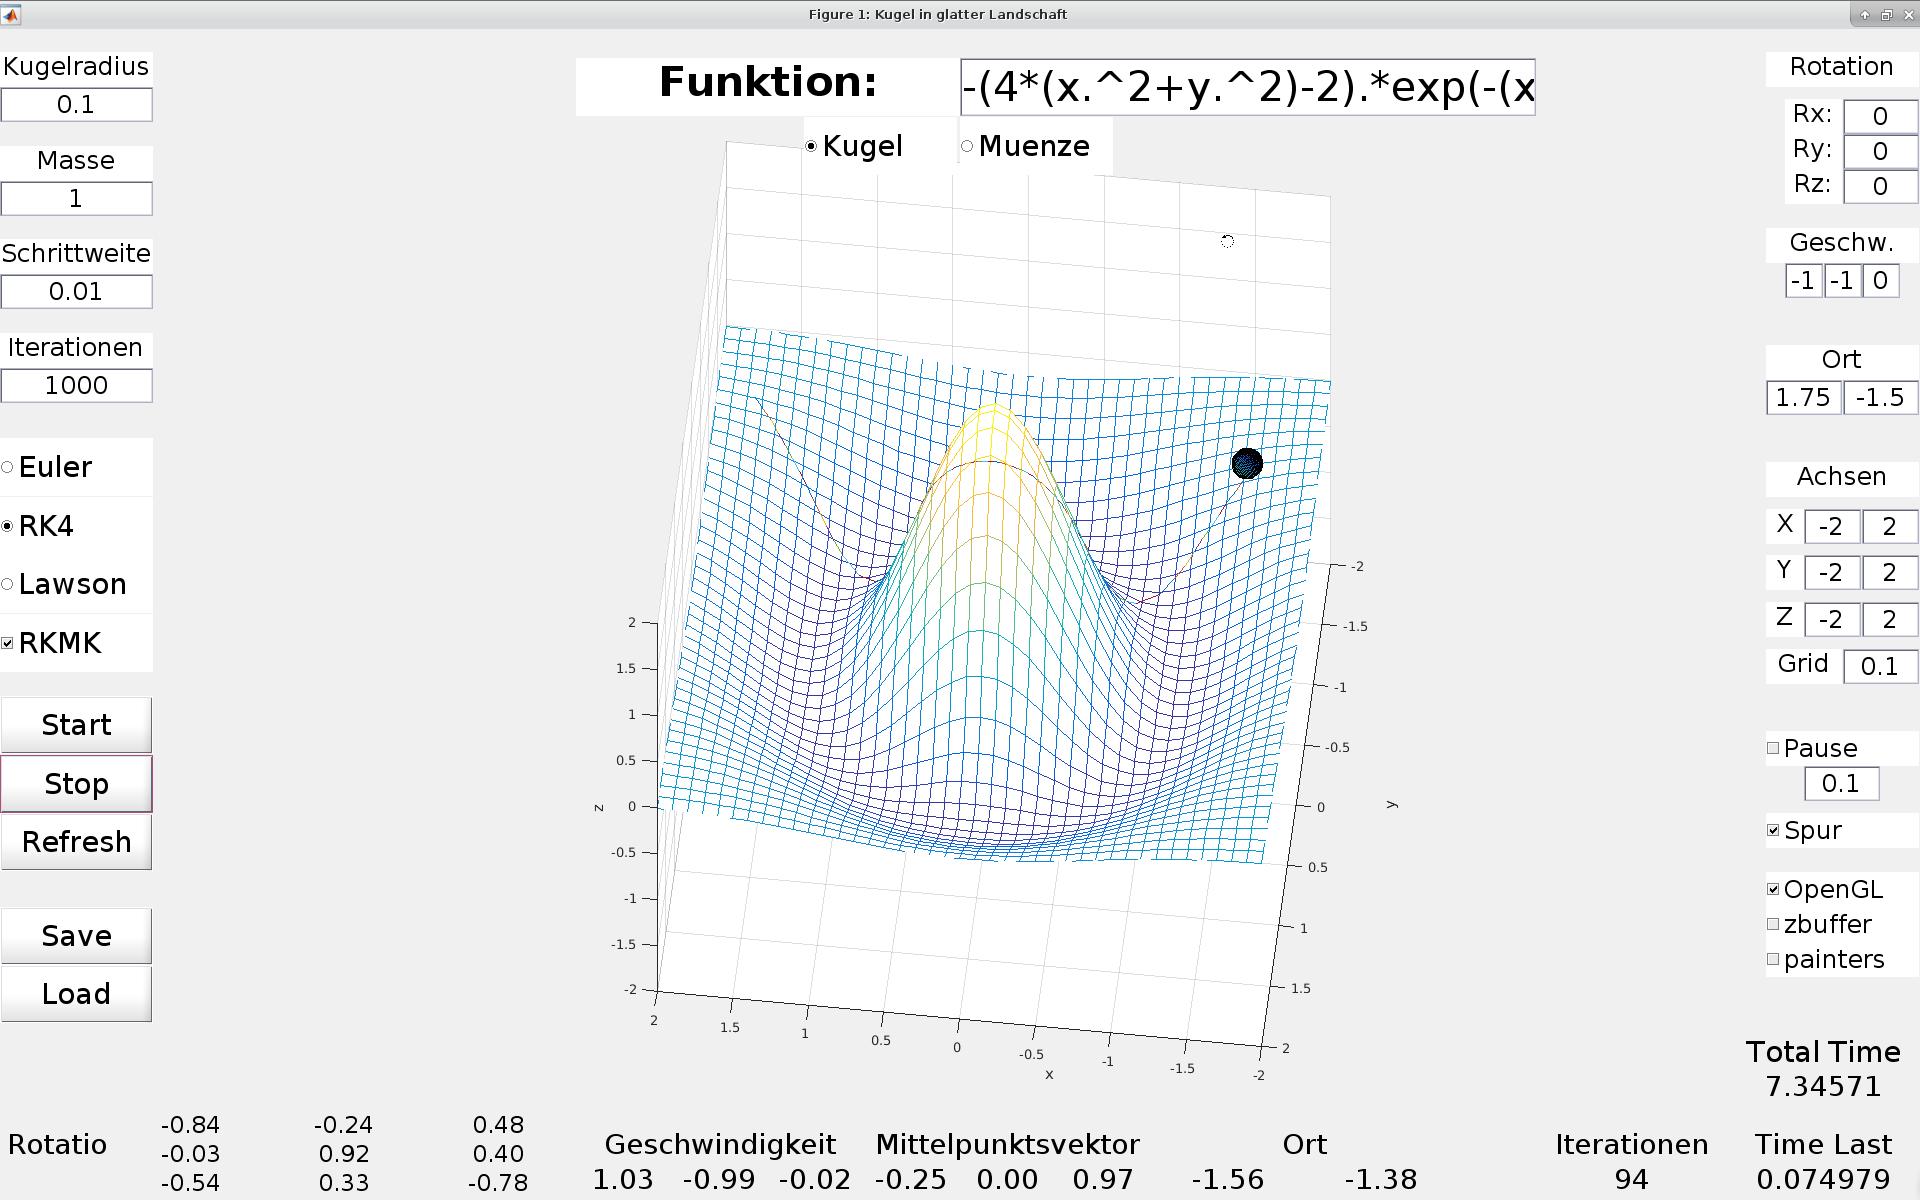 Figure 1: Kugel in glatter Landschaft
Kugelradius
0.1
Masse
1
Schrittweite
0.01
Iterationen
1000
Euler
RK4
Lawson
RKMK
Start
Stop
Refresh
Save
Load
Funktion: -(4*(x.^2+y.^2)-2).*exp(-(x
Kugel Muenze
2
1.5
1
0.5
0
-0.5
-1
-1.5
-2
z
2 1.5 1 0.5 0 -0.5 -1 -1.5 -2
x
-2
-1.5
-1
-0.5
0
0.5
1
1.5
2
y
Rotation
Rx: 0
Ry: 0
Rz: 0
Geschw.
-1 -1 0
Ort
1.75 -1.5
Achsen
X -2 2
Y -2 2
Z -2 2
Grid 0.1
Pause
0.1
Spur
OpenGL
zbuffer
painters
Total Time
7.34571
Rotatio
-0.84 -0.24 0.48
-0.03 0.92 0.40
-0.54 0.33 -0.78
Geschwindigkeit Mittelpunktsvektor Ort Iterationen Time Last
1.03 -0.99 -0.02 -0.25 0.00 0.97 -1.56 -1.38 94 0.074979